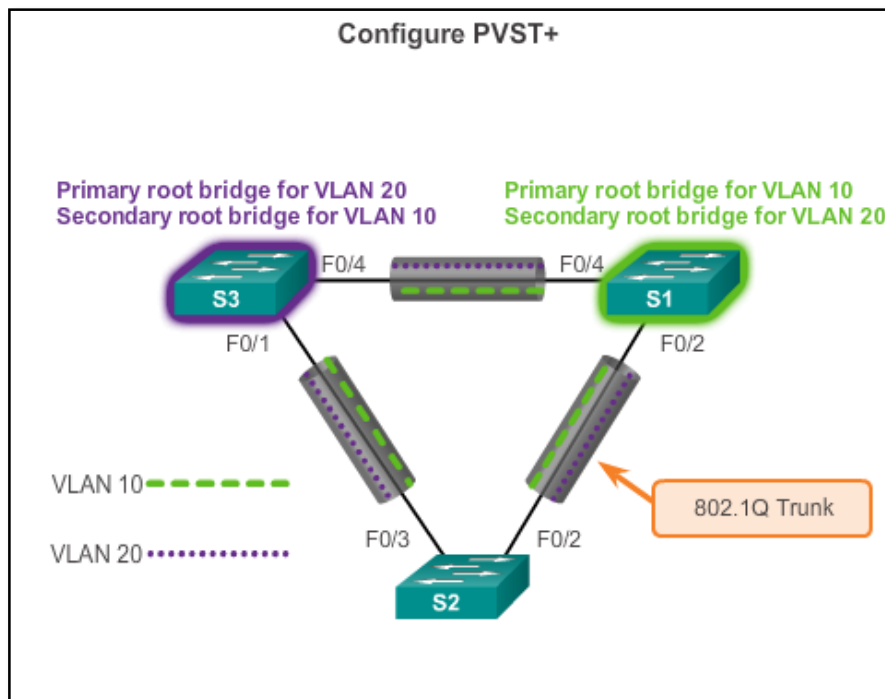 Configure PVST+
Primary root bridge for VLAN 20
Secondary root bridge for VLAN 10
Primary root bridge for VLAN 10
Secondary root bridge for VLAN 20
F0/4
F0/4
S3
S1
F0/1
F0/2
VLAN 10
802.1Q Trunk
VLAN 20
F0/3
F0/2
S2